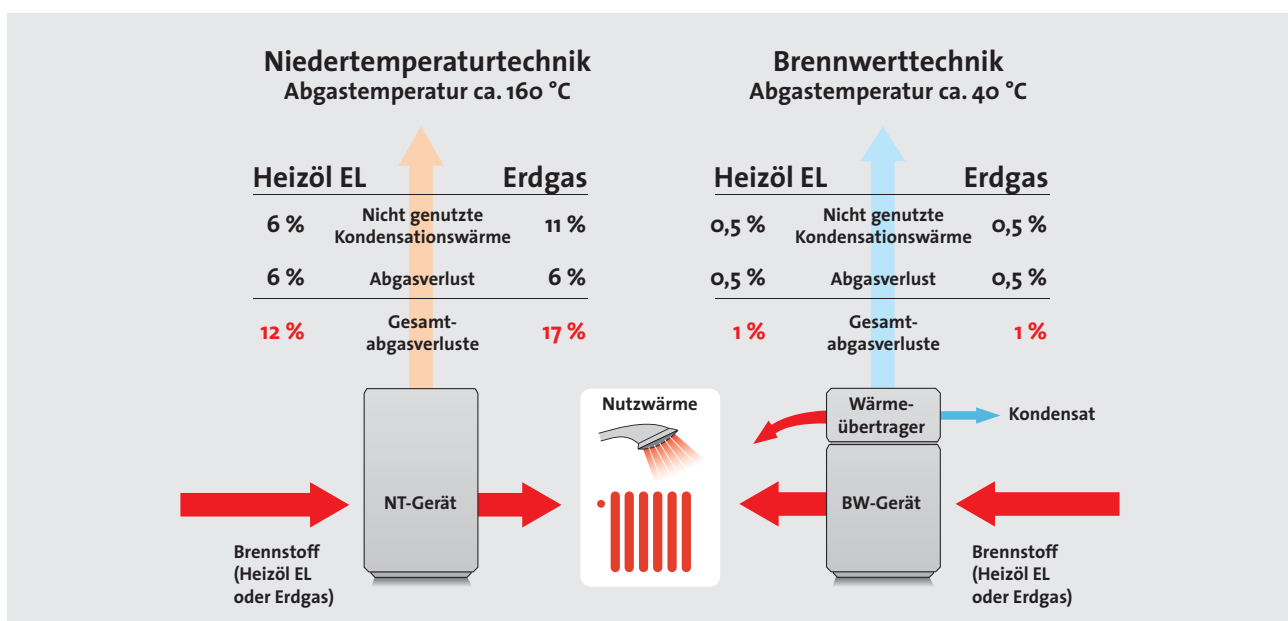 Niedertemperaturtechnik
Abgastemperatur ca. 160 °C
Heizöl EL Erdgas
6 % Nicht genutzte Kondensationswärme 11 %
6 % Abgasverlust 6 %
12 % Gesamt-
abgasverluste 17 %
Brennwerttechnik
Abgastemperatur ca. 40 °C
Heizöl EL Erdgas
0,5 % Nicht genutzte Kondensationswärme 0,5 %
0,5 % Abgasverlust 0,5 %
1 % Gesamt-
abgasverluste 1 %
NT-Gerät
Brennstoff
(Heizöl EL
oder Erdgas)
Nutzwärme
Wärme-
übertrager
Kondensat
BW-Gerät
Brennstoff
(Heizöl EL
oder Erdgas)